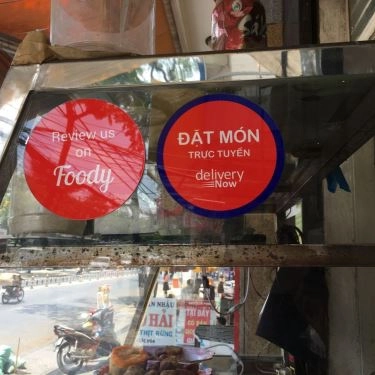 Review us
on
Foody
ĐẶT MÓN
TRỰC TUYẾN
delivery
Now
HẢI
THỊT RỪNG